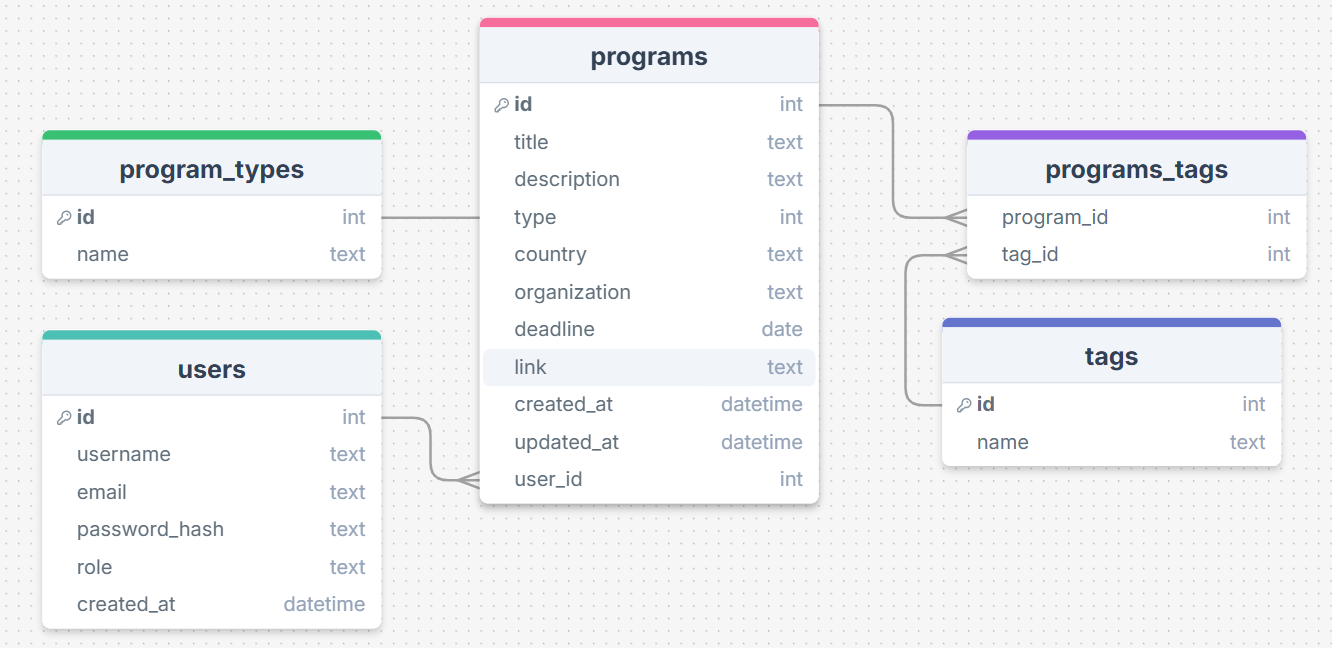 program_types
id int
name text
users
id int
username text
email text
password_hash text
role text
created_at datetime
programs
id int
title text
description text
type int
country text
organization text
deadline date
link text
created_at datetime
updated_at datetime
user_id int
programs_tags
program_id int
tag_id int
tags
id int
name text